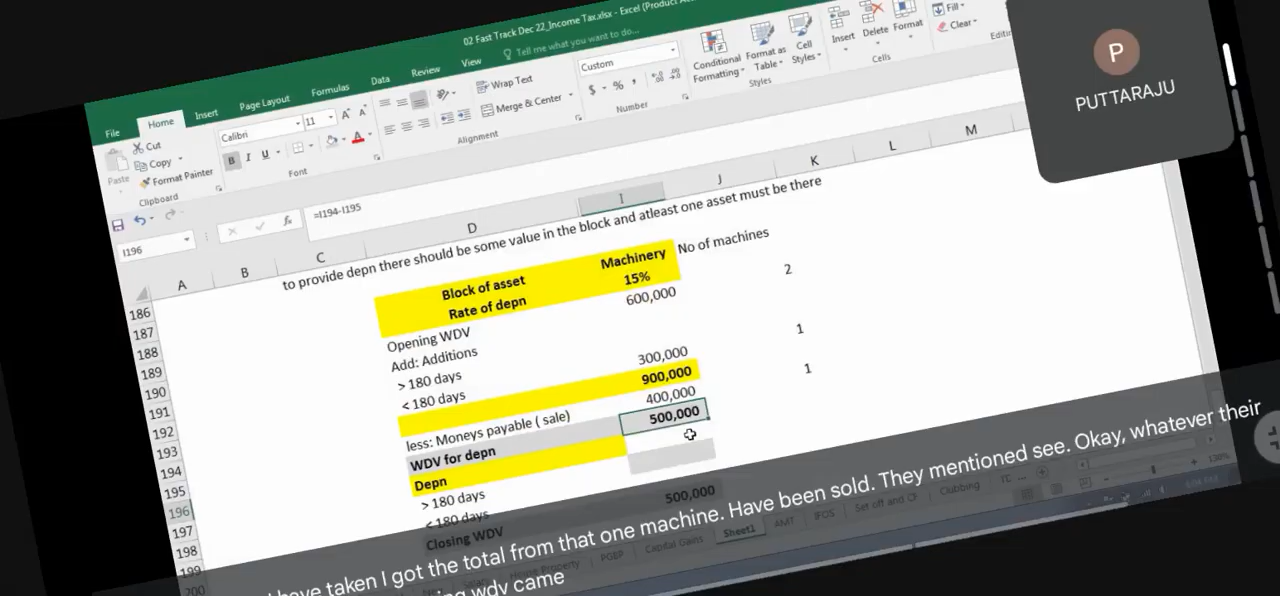 02 Fast Track Dec 22_Income Tax.xlsx - Excel (Product
File Home Insert Page Layout Formulas Data Review View Tell me what you want to do...
Cut
Copy
Format Painter
Paste
Clipboard
Calibri 11
B I U
Font
Wrap Text
Merge & Center
Alignment
Custom
$ % ,
Number
Conditional Formatting
Format as Table
Cell Styles
Styles
Insert Delete Format
Cells
Fill
Clear
P
PUTTARAJU
I196 fx =I194-I195
A B C D I J K L M
to provide depn there should be some value in the block and atleast one asset must be there
186
187
188
189
190
191
192
193
194
195
196
197
198
199
200
Block of asset Machinery No of machines
Rate of depn 15%
Opening WDV 600,000 2
Add: Additions
> 180 days
< 180 days 300,000 1
900,000
less: Moneys payable ( sale) 400,000 1
WDV for depn 500,000
Depn
> 180 days
< 180 days
Closing WDV 500,000
Home Property PGBP Capital Gains Sheet1 AMT IFOS Set off and CF Clubbing
have taken I got the total from that one machine. Have been sold. They mentioned see. Okay, whatever their
wdv came